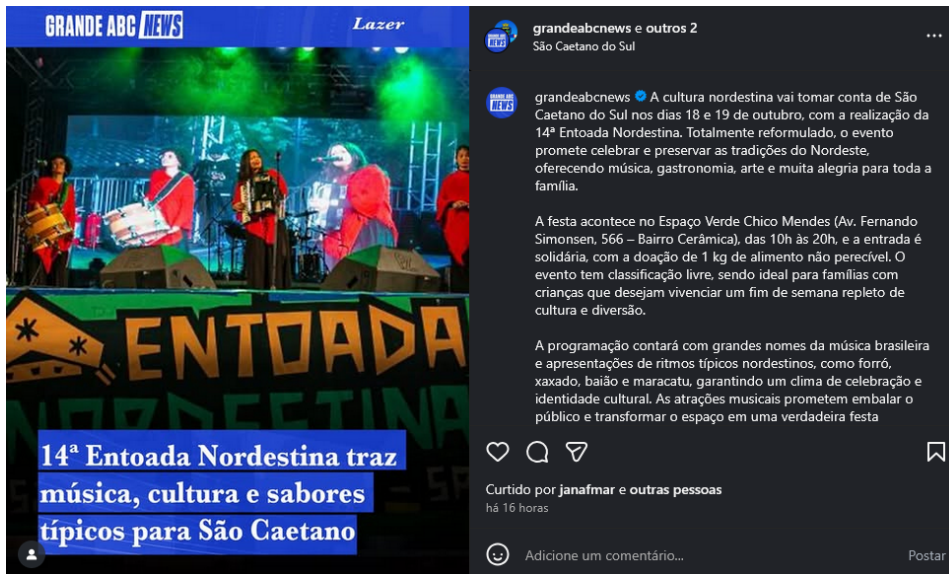 GRANDE ABC NEWS
Lazer
ENTOADA
NORDESTINA
14ª Entoada Nordestina traz
música, cultura e sabores
típicos para São Caetano
grandeabcnews e outros 2
São Caetano do Sul
grandeabcnews A cultura nordestina vai tomar conta de São
Caetano do Sul nos dias 18 e 19 de outubro, com a realização da
14ª Entoada Nordestina. Totalmente reformulado, o evento
promete celebrar e preservar as tradições do Nordeste,
oferecendo música, gastronomia, arte e muita alegria para toda a
família.
A festa acontece no Espaço Verde Chico Mendes (Av. Fernando
Simonsen, 566 – Bairro Cerâmica), das 10h às 20h, e a entrada é
solidária, com a doação de 1 kg de alimento não perecível. O
evento tem classificação livre, sendo ideal para famílias com
crianças que desejam vivenciar um fim de semana repleto de
cultura e diversão.
A programação contará com grandes nomes da música brasileira
e apresentações de ritmos típicos nordestinos, como forró,
xaxado, baião e maracatu, garantindo um clima de celebração e
identidade cultural. As atrações musicais prometem embalar o
público e transformar o espaço em uma verdadeira festa
Curtido por janafmar e outras pessoas
há 16 horas
Adicione um comentário...
Postar